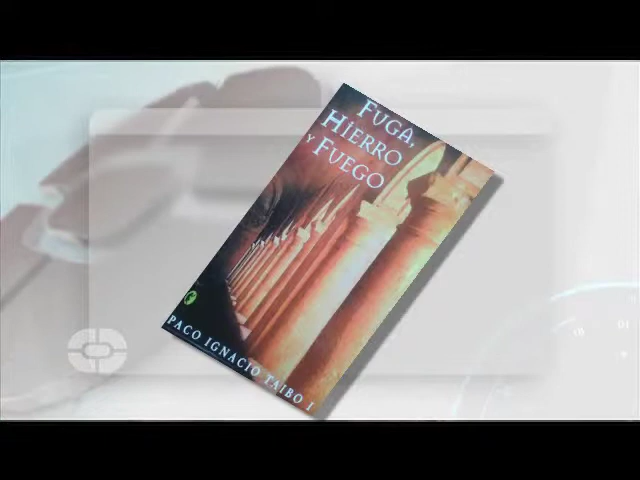 FUGA,
HIERRO
Y FUEGO
PACO IGNACIO TAIBO I